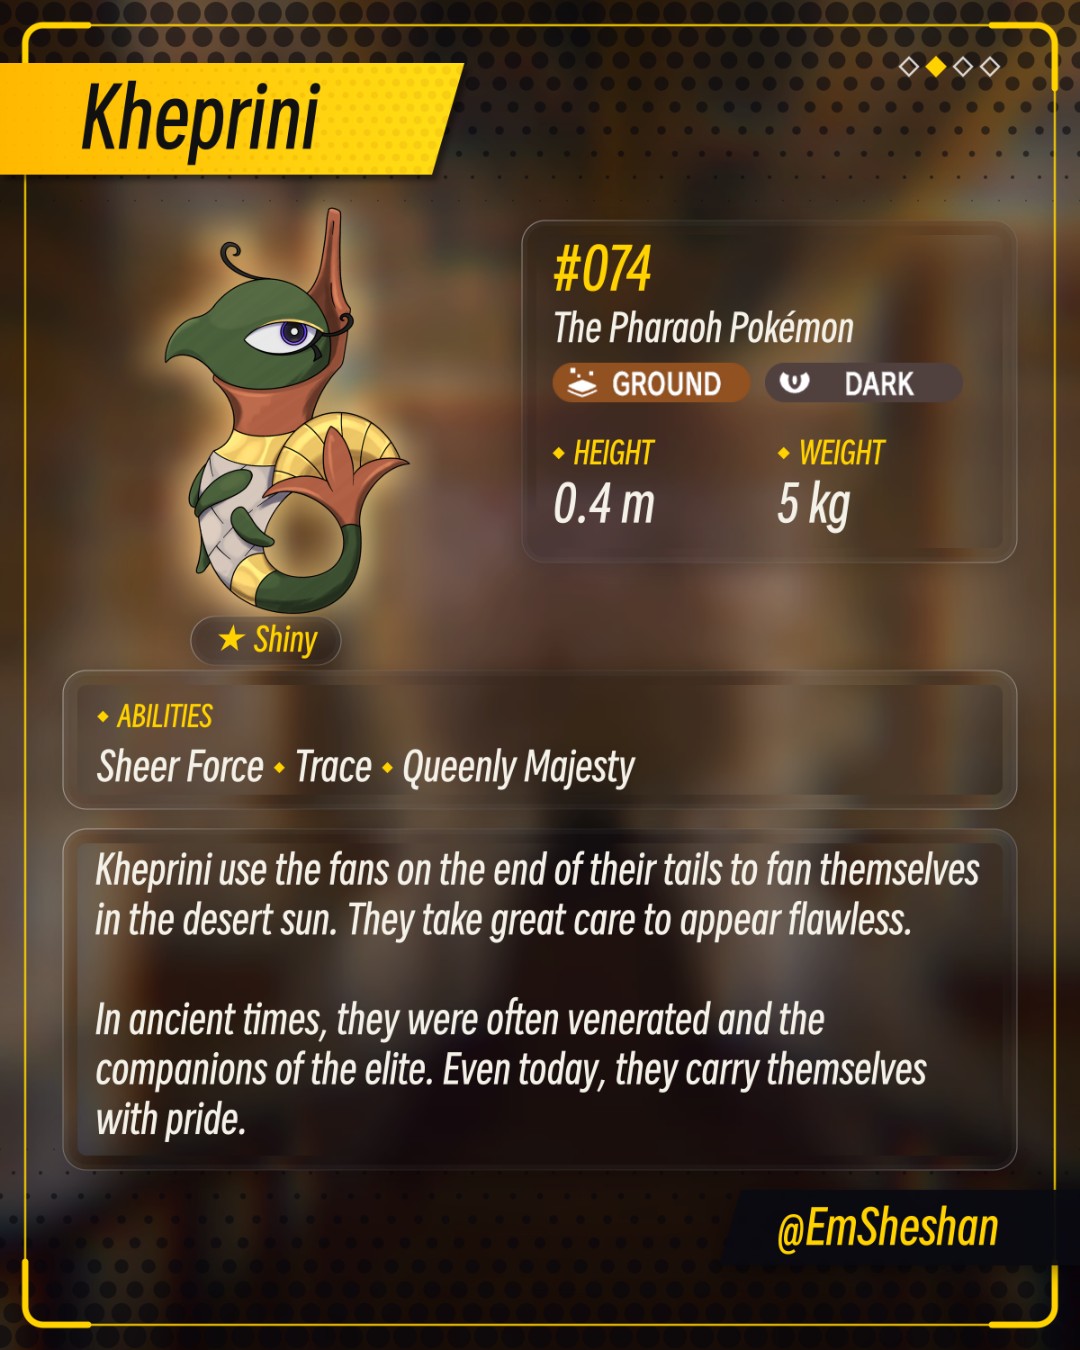 Kheprini
#074
The Pharaoh Pokémon
GROUND DARK
HEIGHT WEIGHT
0.4 m 5 kg
★ Shiny
ABILITIES
Sheer Force ⬥ Trace ⬥ Queenly Majesty
Kheprini use the fans on the end of their tails to fan themselves
in the desert sun. They take great care to appear flawless.
In ancient times, they were often venerated and the
companions of the elite. Even today, they carry themselves
with pride.
@EmSheshan